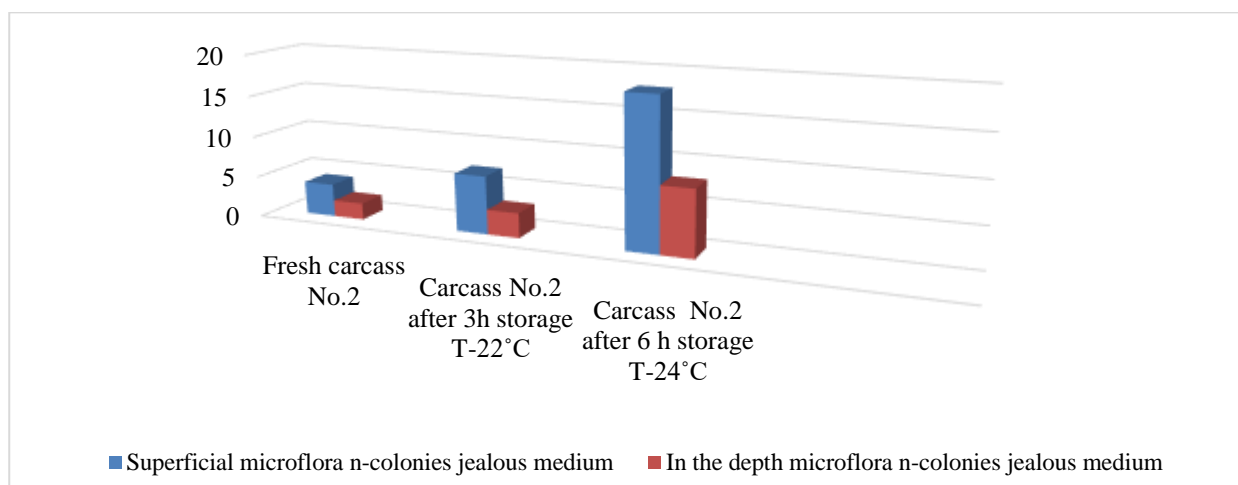 20
15
10
5
0
Fresh carcass
No.2
Carcass No.2
after 3h storage
T-22˚C
Carcass No.2
after 6 h storage
T-24˚C
Superficial microflora n-colonies jealous medium
In the depth microflora n-colonies jealous medium